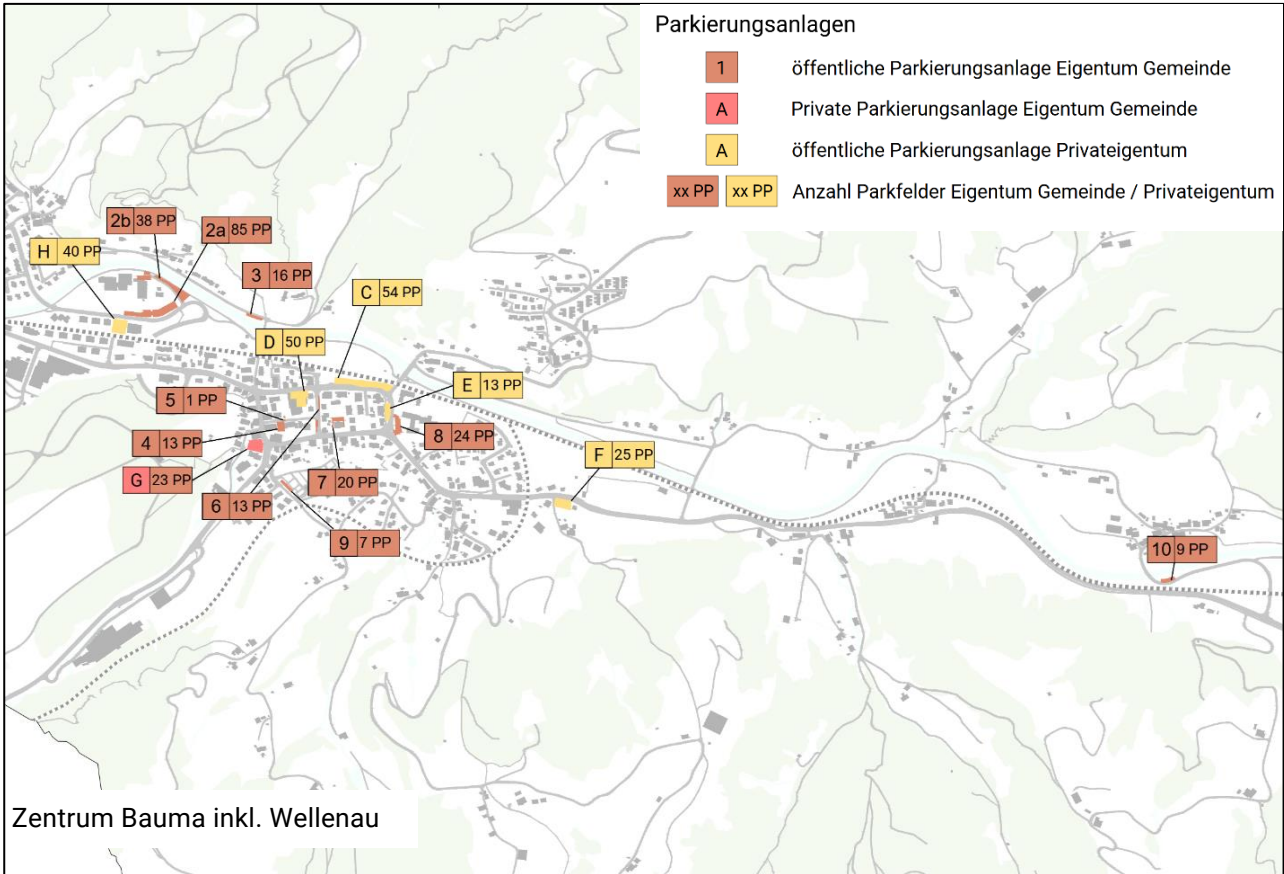 Parkierungsanlagen
1 öffentliche Parkierungsanlage Eigentum Gemeinde
A Private Parkierungsanlage Eigentum Gemeinde
A öffentliche Parkierungsanlage Privateigentum
xx PP xx PP Anzahl Parkfelder Eigentum Gemeinde / Privateigentum
2b 38 PP
2a 85 PP
H 40 PP
3 16 PP
C 54 PP
D 50 PP
E 13 PP
5 1 PP
4 13 PP
8 24 PP
F 25 PP
G 23 PP
7 20 PP
6 13 PP
9 7 PP
10 9 PP
Zentrum Bauma inkl. Wellenau